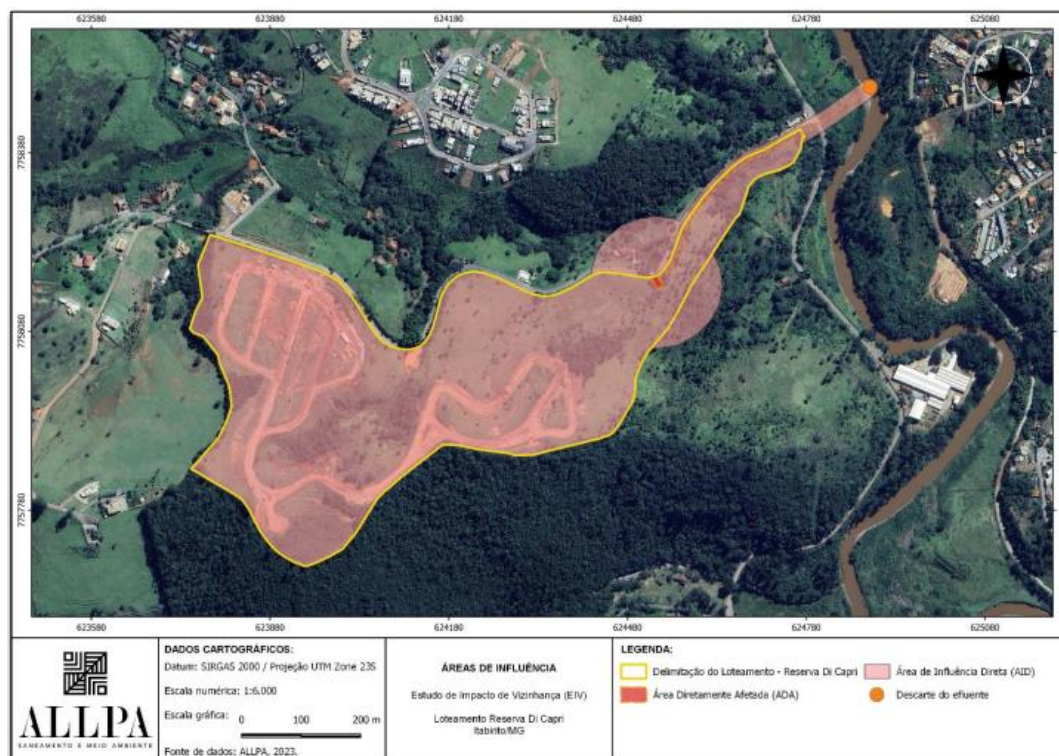 623580 623880 624180 624480 624780 625080
7758380
7758380
7758080
7758080
7757780
7757780
623580 623880 624180 624480 624780 625080
ALLPA
SANEAMENTO E MEIO AMBIENTE
DADOS CARTOGRÁFICOS:
Datum: SIRGAS 2000 / Projeção UTM Zone 23S
Escala numérica: 1:6.000
Escala gráfica: 0 100 200 m
Fonte de dados: ALLPA, 2023.
ÁREAS DE INFLUÊNCIA
Estudo de Impacto de Vizinhança (EIV)
Loteamento Reserva Di Capri
Itabirito/MG
LEGENDA:
Delimitação do Loteamento - Reserva Di Capri
Área de Influência Direta (AID)
Área Diretamente Afetada (ADA)
Descarte do efluente